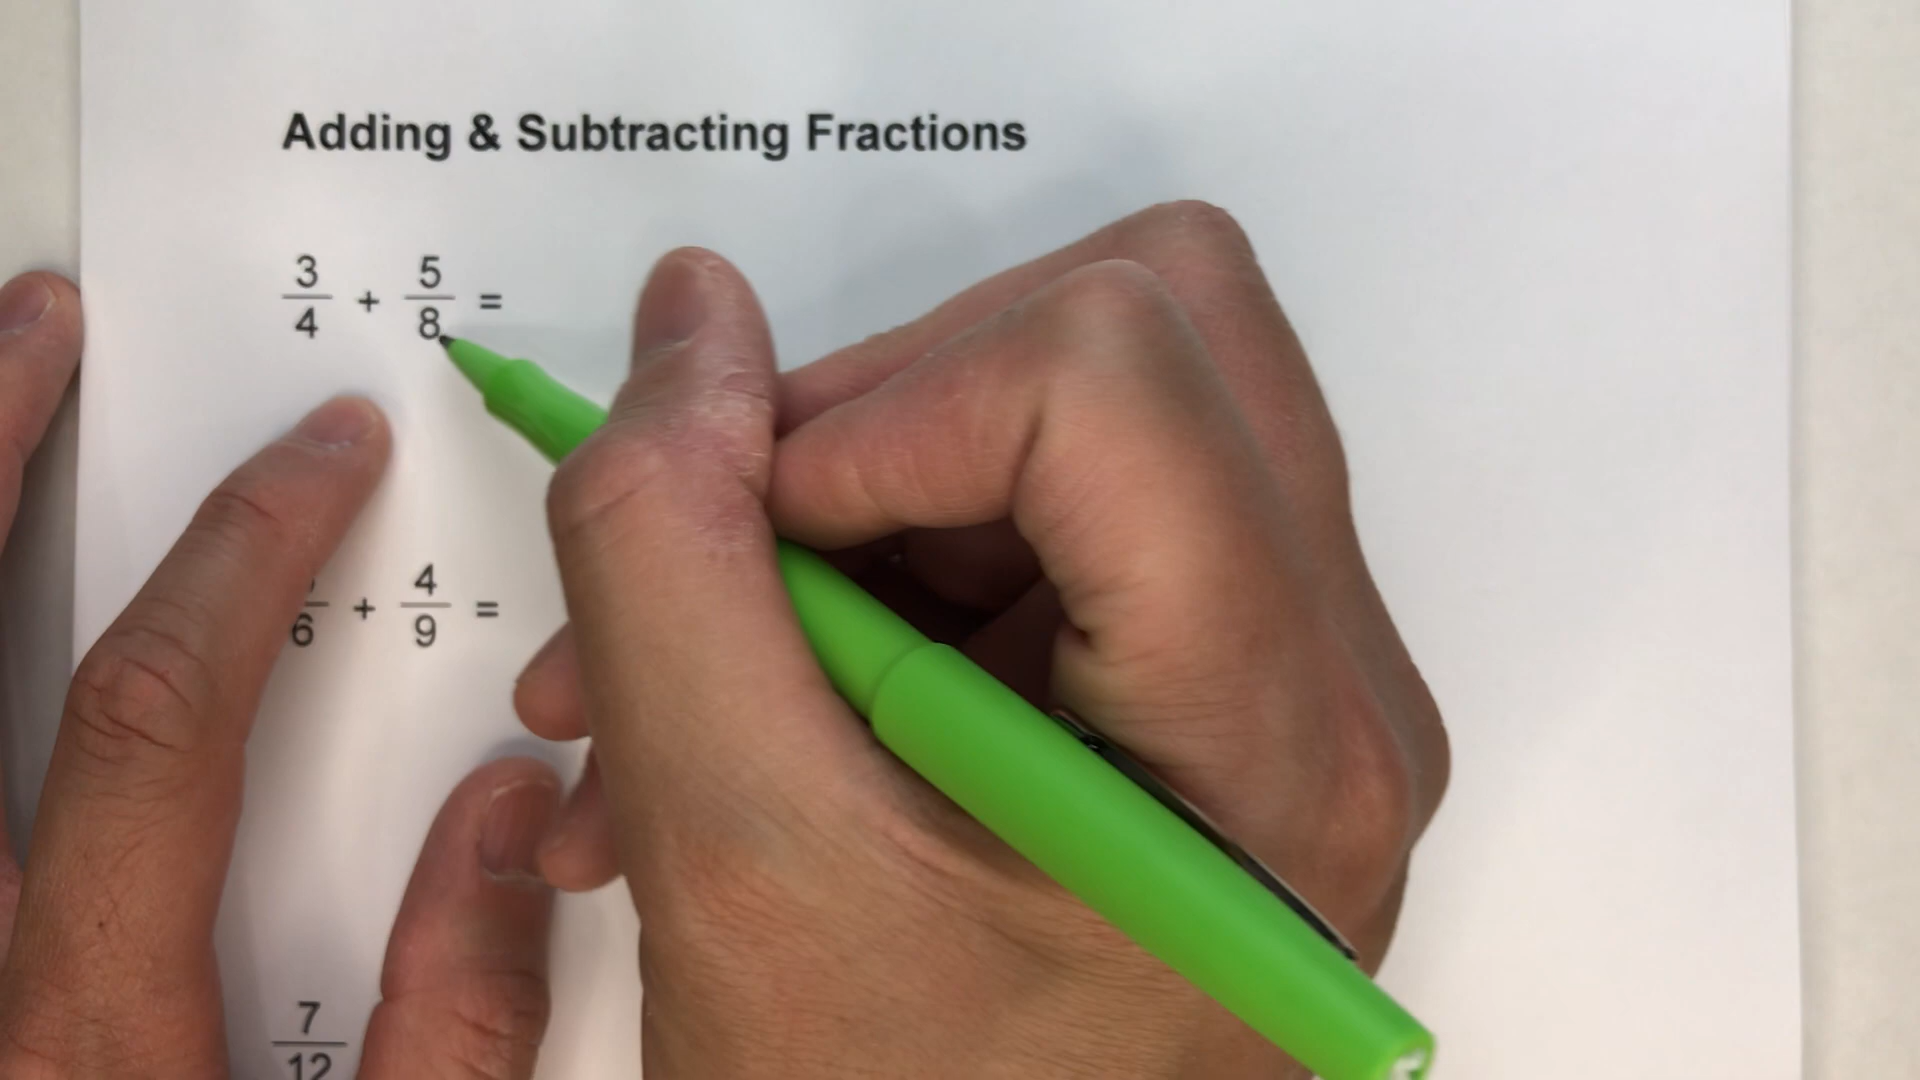 Adding & Subtracting Fractions
3/4 + 5/8 =
/6 + 4/9 =
7/12